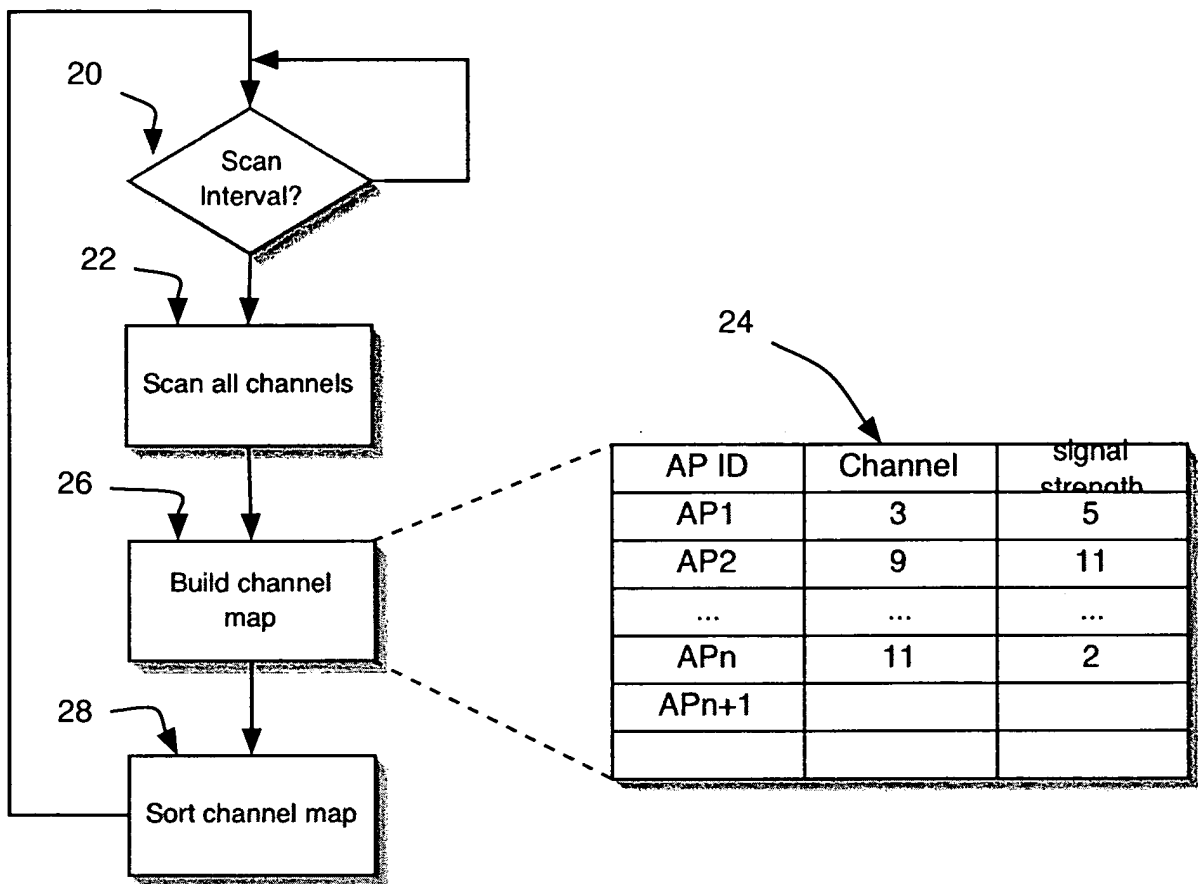 20
Scan
Interval?
22
Scan all channels
24
26
Build channel
map
AP ID Channel signal
strength
AP1 3 5
AP2 9 11
... ... ...
APn 11 2
APn+1
28
Sort channel map